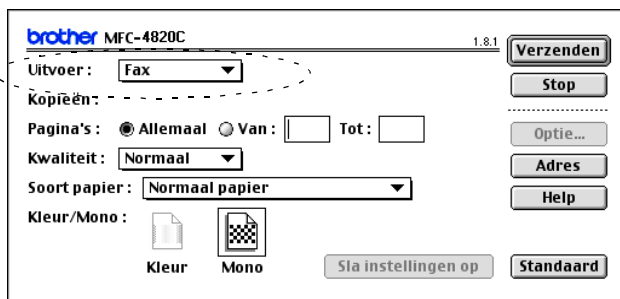 brother MFC-4820C 1.8.1
Verzenden
Uitvoer : Fax
Stop
Kopieën :
Pagina's : Allemaal Van : Tot :
Optie...
Kwaliteit : Normaal
Adres
Soort papier : Normaal papier
Help
Kleur/Mono :
Kleur Mono
Sla instellingen op
Standaard